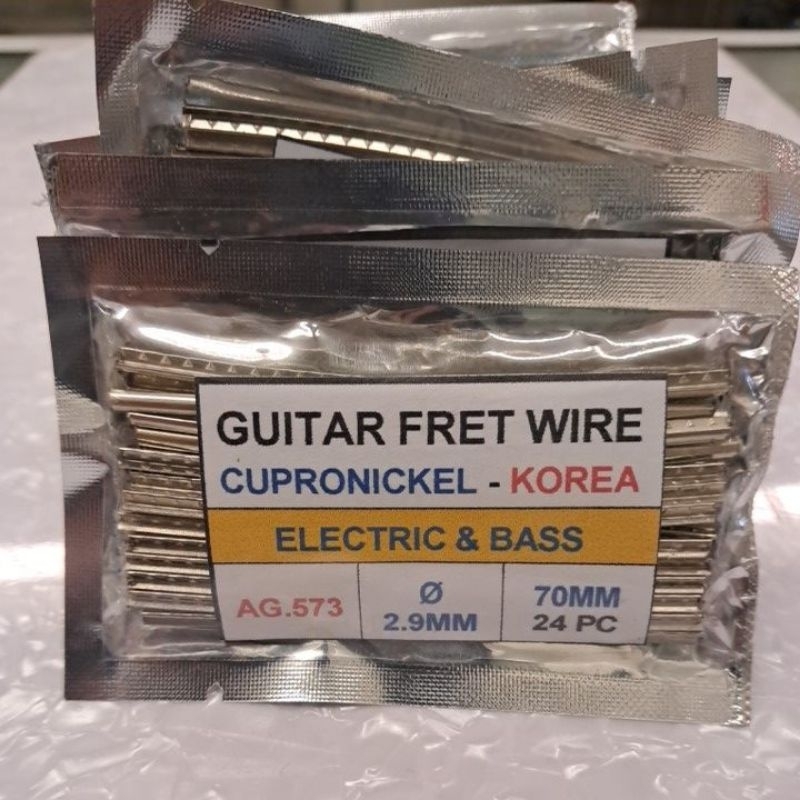 GUITAR FRET WIRE
CUPRONICKEL - KOREA
ELECTRIC & BASS
AG.573
Ø
2.9MM
70MM
24 PC